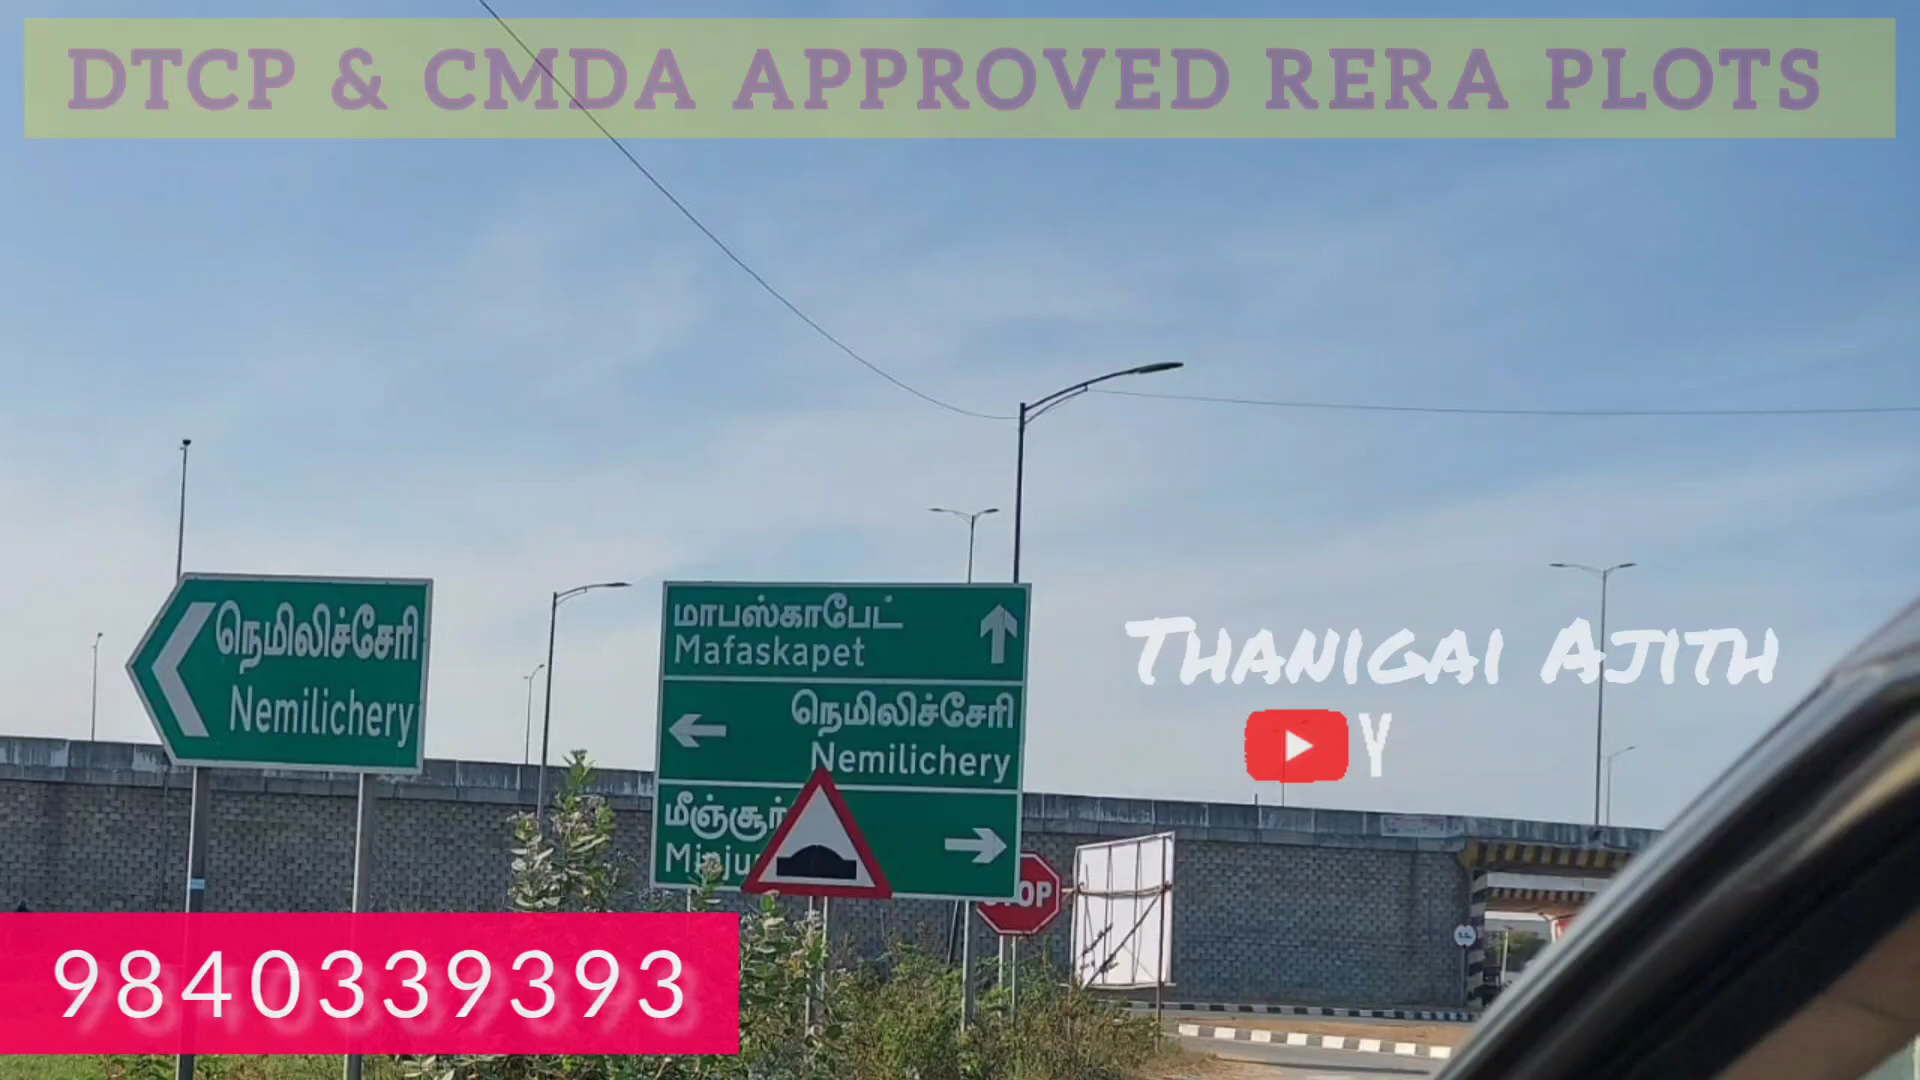 DTCP & CMDA APPROVED RERA PLOTS
நெமிலிச்சேரி
Nemilichery
மாபஸ்காபேட்
Mafaskapet
நெமிலிச்சேரி
Nemilichery
மீஞ்சூர்
THANIGAI AJITH
Y
9840339393